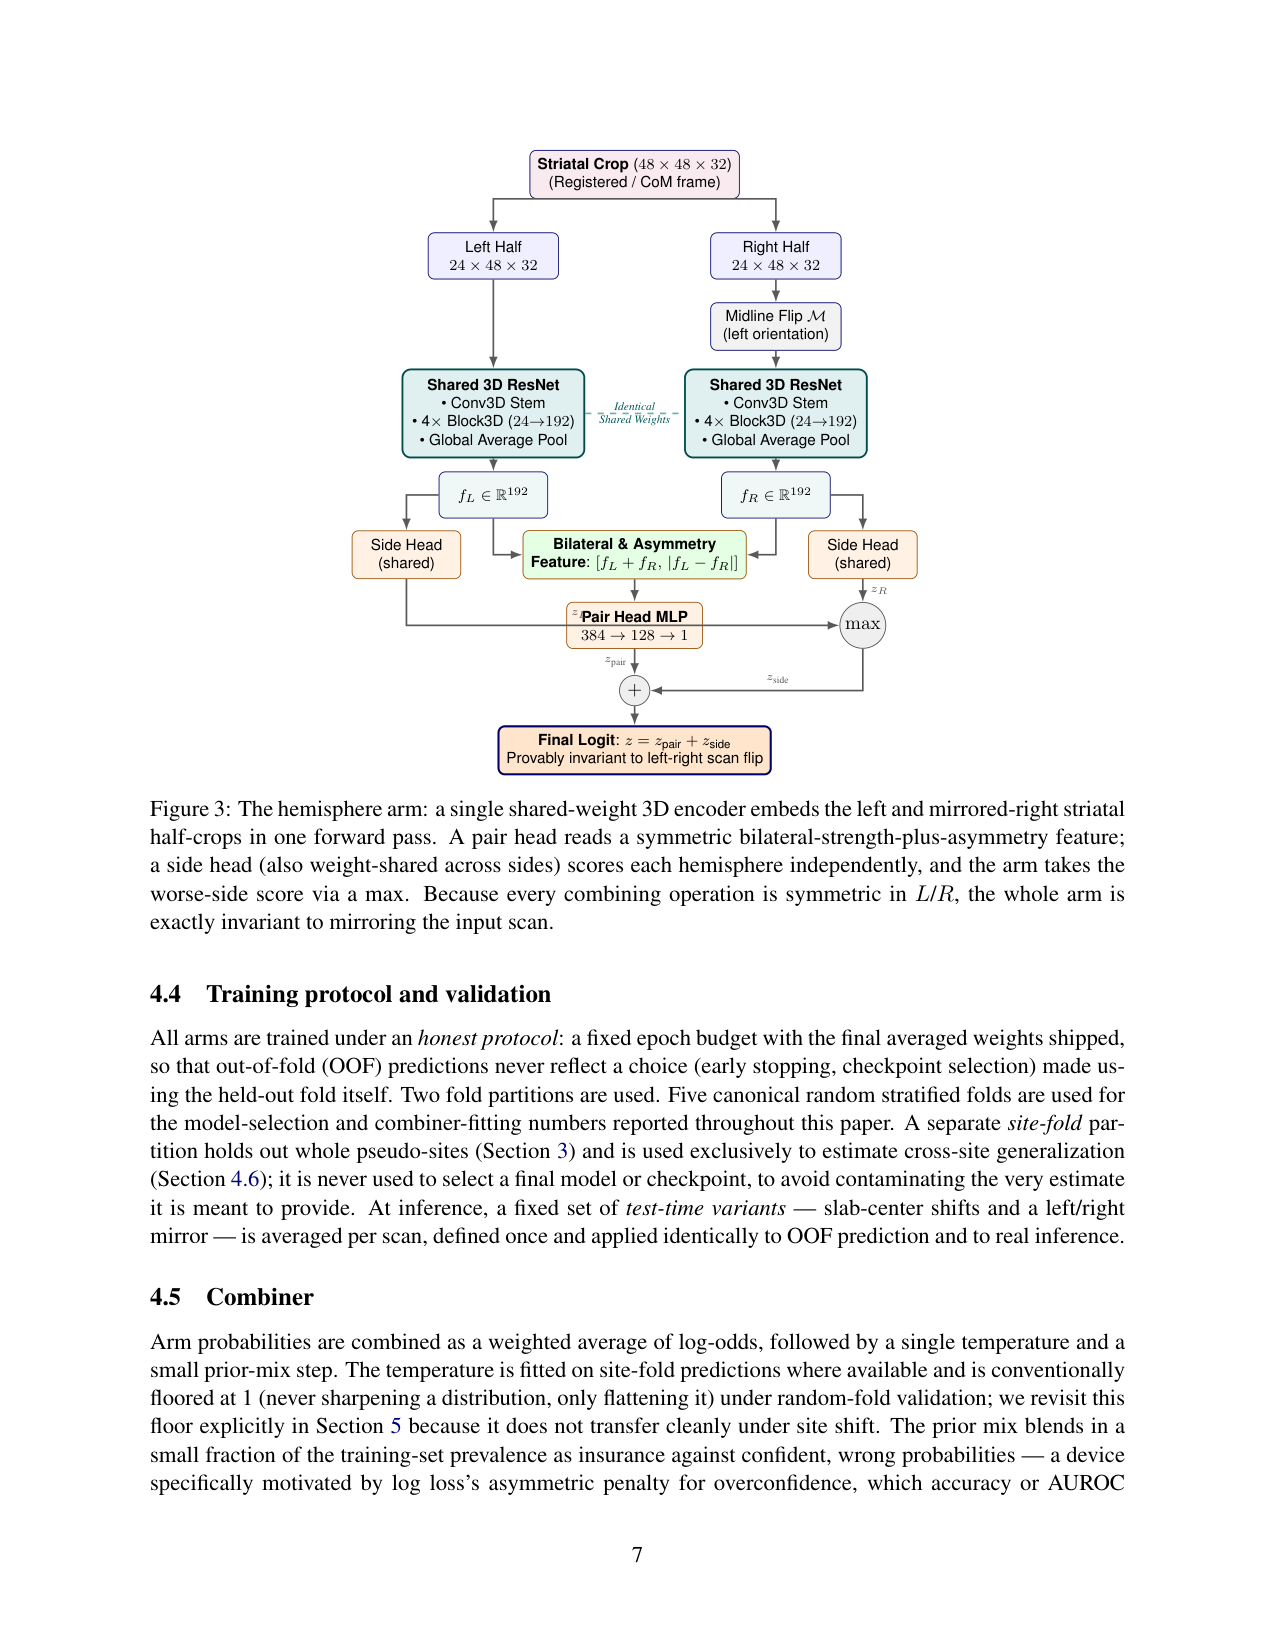 Striatal Crop (48 × 48 × 32)
(Registered / CoM frame)
Left Half
24 × 48 × 32
Right Half
24 × 48 × 32
Midline Flip ℳ
(left orientation)
Shared 3D ResNet
• Conv3D Stem
• 4× Block3D (24→192)
• Global Average Pool
Identical
Shared Weights
Shared 3D ResNet
• Conv3D Stem
• 4× Block3D (24→192)
• Global Average Pool
f_L ∈ ℝ^192
f_R ∈ ℝ^192
Side Head
(shared)
Bilateral & Asymmetry
Feature: [f_L + f_R, |f_L − f_R|]
Side Head
(shared)
z_R
Pair Head MLP
384 → 128 → 1
max
z_pair
z_side
+
Final Logit: z = z_pair + z_side
Provably invariant to left-right scan flip
Figure 3: The hemisphere arm: a single shared-weight 3D encoder embeds the left and mirrored-right striatal
half-crops in one forward pass. A pair head reads a symmetric bilateral-strength-plus-asymmetry feature;
a side head (also weight-shared across sides) scores each hemisphere independently, and the arm takes the
worse-side score via a max. Because every combining operation is symmetric in L/R, the whole arm is
exactly invariant to mirroring the input scan.
4.4 Training protocol and validation
All arms are trained under an honest protocol: a fixed epoch budget with the final averaged weights shipped,
so that out-of-fold (OOF) predictions never reflect a choice (early stopping, checkpoint selection) made us-
ing the held-out fold itself. Two fold partitions are used. Five canonical random stratified folds are used for
the model-selection and combiner-fitting numbers reported throughout this paper. A separate site-fold par-
tition holds out whole pseudo-sites (Section 3) and is used exclusively to estimate cross-site generalization
(Section 4.6); it is never used to select a final model or checkpoint, to avoid contaminating the very estimate
it is meant to provide. At inference, a fixed set of test-time variants — slab-center shifts and a left/right
mirror — is averaged per scan, defined once and applied identically to OOF prediction and to real inference.
4.5 Combiner
Arm probabilities are combined as a weighted average of log-odds, followed by a single temperature and a
small prior-mix step. The temperature is fitted on site-fold predictions where available and is conventionally
floored at 1 (never sharpening a distribution, only flattening it) under random-fold validation; we revisit this
floor explicitly in Section 5 because it does not transfer cleanly under site shift. The prior mix blends in a
small fraction of the training-set prevalence as insurance against confident, wrong probabilities — a device
specifically motivated by log loss's asymmetric penalty for overconfidence, which accuracy or AUROC
7